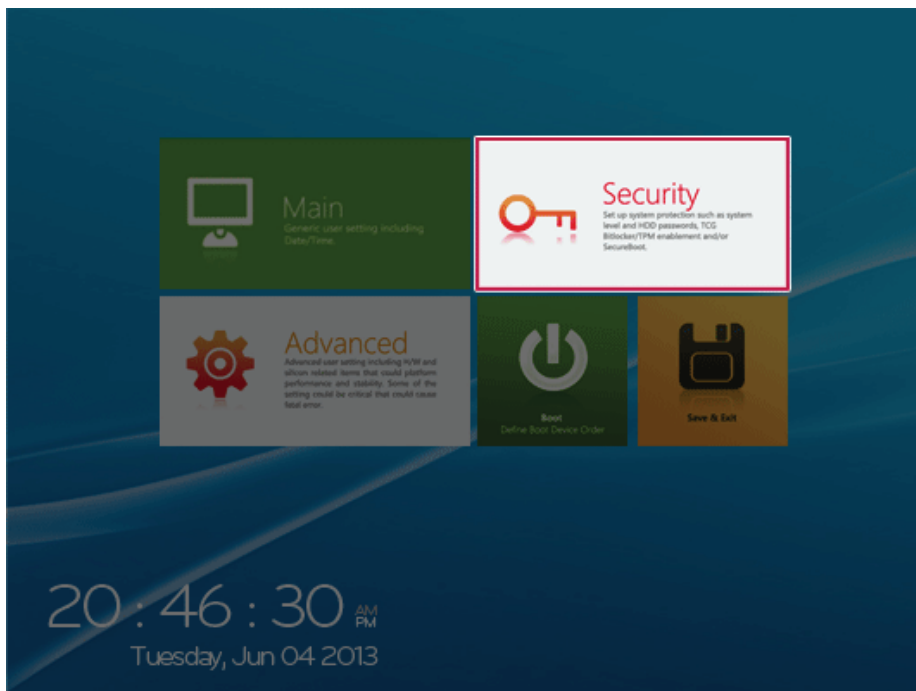 Main
Generic user setting including
Date/Time.
Security
Set up system protection such as system
level and HDD passwords, TCG
Bitlocker/TPM enablement and/or
SecureBoot.
Advanced
Advanced user setting including H/W and
silicon related items that could platform
performance and stability. Some of the
setting could be critical that could cause
fatal error.
Boot
Define Boot Device Order
Save & Exit
20 : 46 : 30 AM
PM
Tuesday, Jun 04 2013